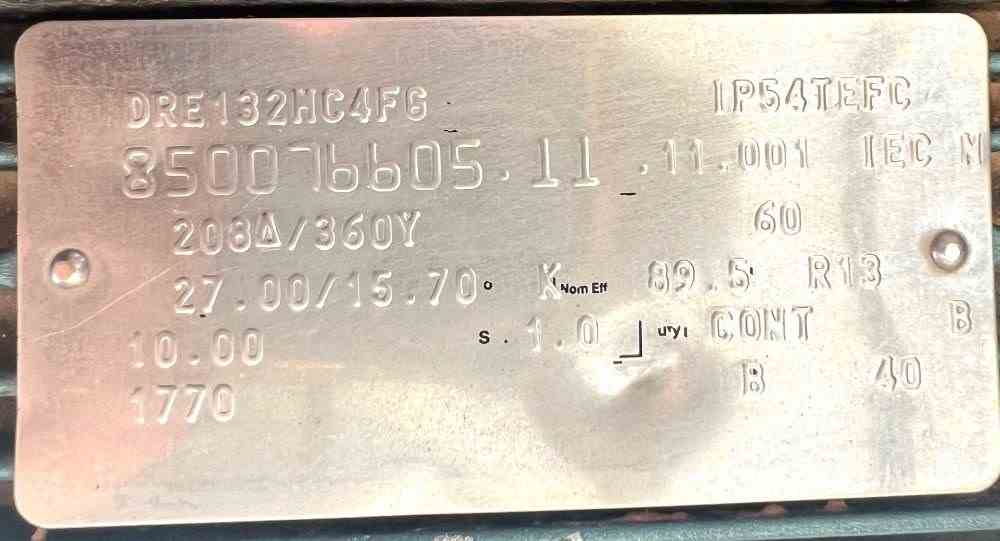 DRE132MC4FG IP54TEFC
850076605.11.11.001 IEC M
208Δ/360Y 60
27.00/15.70 K Nom Eff 89.5 R13
10.00 S. 1.0 CONT B
1770 B 40